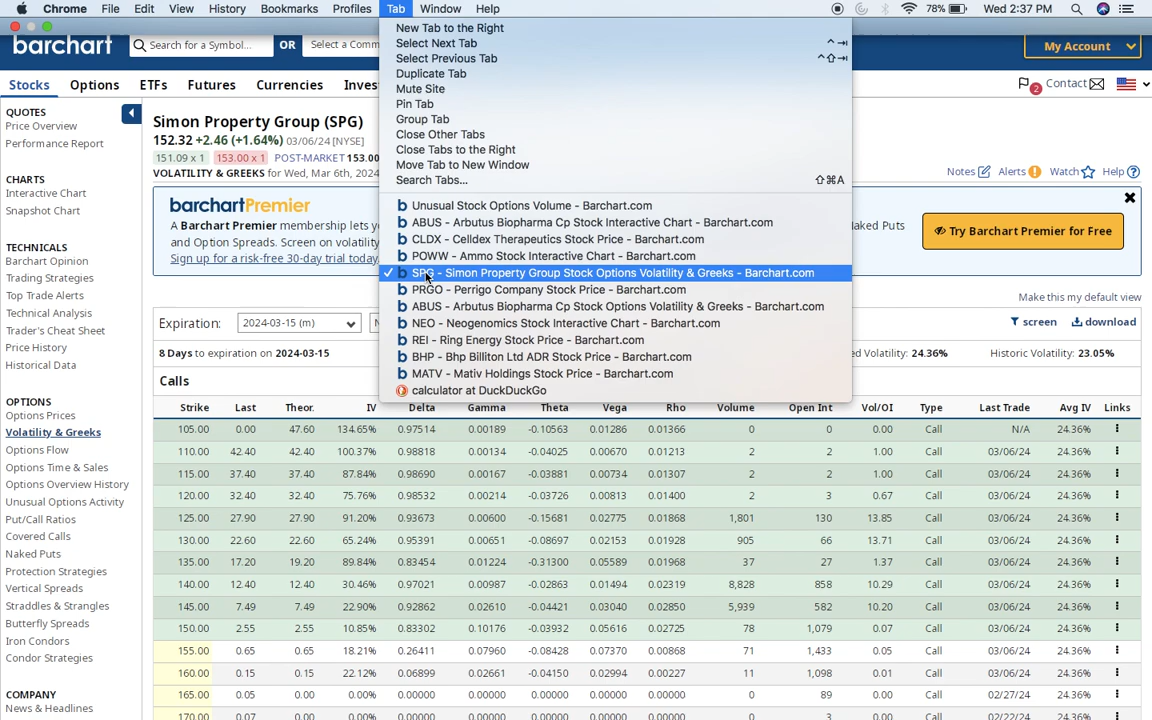 Chrome File Edit View History Bookmarks Profiles Tab Window Help 78% Wed 2:37 PM
barchart Search for a Symbol... OR Select a Comm My Account
Stocks Options ETFs Futures Currencies Inves 2 Contact
New Tab to the Right
Select Next Tab
Select Previous Tab
Duplicate Tab
Mute Site
Pin Tab
Group Tab
Close Other Tabs
Close Tabs to the Right
Move Tab to New Window
Search Tabs... ⇧⌘A
Unusual Stock Options Volume - Barchart.com
ABUS - Arbutus Biopharma Cp Stock Interactive Chart - Barchart.com
CLDX - Celldex Therapeutics Stock Price - Barchart.com
POWW - Ammo Stock Interactive Chart - Barchart.com
✓ SPG - Simon Property Group Stock Options Volatility & Greeks - Barchart.com
PRGO - Perrigo Company Stock Price - Barchart.com
ABUS - Arbutus Biopharma Cp Stock Options Volatility & Greeks - Barchart.com
NEO - Neogenomics Stock Interactive Chart - Barchart.com
REI - Ring Energy Stock Price - Barchart.com
BHP - Bhp Billiton Ltd ADR Stock Price - Barchart.com
MATV - Mativ Holdings Stock Price - Barchart.com
calculator at DuckDuckGo
QUOTES
Price Overview
Performance Report
CHARTS
Interactive Chart
Snapshot Chart
TECHNICALS
Barchart Opinion
Trading Strategies
Top Trade Alerts
Technical Analysis
Trader's Cheat Sheet
Price History
Historical Data
OPTIONS
Options Prices
Volatility & Greeks
Options Flow
Options Time & Sales
Options Overview History
Unusual Options Activity
Put/Call Ratios
Covered Calls
Naked Puts
Protection Strategies
Vertical Spreads
Straddles & Strangles
Butterfly Spreads
Iron Condors
Condor Strategies
COMPANY
News & Headlines
Simon Property Group (SPG)
152.32 +2.46 (+1.64%) 03/06/24 [NYSE]
151.09 x 1 153.00 x 1 POST-MARKET 153.00
VOLATILITY & GREEKS for Wed, Mar 6th, 2024
Notes Alerts Watch Help
barchartPremier
A Barchart Premier membership lets y Naked Puts
and Option Spreads. Screen on volatility
Sign up for a risk-free 30-day trial today.
Try Barchart Premier for Free
Make this my default view
Expiration: 2024-03-15 (m) N screen download
8 Days to expiration on 2024-03-15 ed Volatility: 24.36% Historic Volatility: 23.05%
Calls
Strike Last Theor. IV Delta Gamma Theta Vega Rho Volume Open Int Vol/OI Type Last Trade Avg IV Links
105.00 0.00 47.60 134.65% 0.97514 0.00189 -0.10563 0.01286 0.01366 0 0 0.00 Call N/A 24.36%
110.00 42.40 42.40 100.37% 0.98818 0.00134 -0.04025 0.00670 0.01213 2 2 1.00 Call 03/06/24 24.36%
115.00 37.40 37.40 87.84% 0.98690 0.00167 -0.03881 0.00734 0.01307 2 2 1.00 Call 03/06/24 24.36%
120.00 32.40 32.40 75.76% 0.98532 0.00214 -0.03726 0.00813 0.01400 2 3 0.67 Call 03/06/24 24.36%
125.00 27.90 27.90 91.20% 0.93673 0.00600 -0.15681 0.02775 0.01868 1,801 130 13.85 Call 03/06/24 24.36%
130.00 22.60 22.60 65.24% 0.95391 0.00651 -0.08697 0.02153 0.01928 905 66 13.71 Call 03/06/24 24.36%
135.00 17.20 19.20 89.84% 0.83454 0.01224 -0.31300 0.05589 0.01968 37 27 1.37 Call 03/06/24 24.36%
140.00 12.40 12.40 30.46% 0.97021 0.00987 -0.02863 0.01494 0.02319 8,828 858 10.29 Call 03/06/24 24.36%
145.00 7.49 7.49 22.90% 0.92862 0.02610 -0.04421 0.03040 0.02850 5,939 582 10.20 Call 03/06/24 24.36%
150.00 2.55 2.55 10.85% 0.83302 0.10176 -0.03932 0.05616 0.02725 78 1,079 0.07 Call 03/06/24 24.36%
155.00 0.65 0.65 18.21% 0.26411 0.07960 -0.08428 0.07370 0.00868 71 1,433 0.05 Call 03/06/24 24.36%
160.00 0.15 0.15 22.12% 0.06899 0.02661 -0.04150 0.02994 0.00227 11 1,098 0.01 Call 03/06/24 24.36%
165.00 0.05 0.00 0.00% 0.00000 0.00000 0.00000 0.00000 0.00000 0 89 0.00 Call 02/27/24 24.36%
170.00 0.07 0.00 0.00% 0.00000 0.00000 0.00000 0.00000 0.00000 0 3 0.00 Call 02/22/24 24.36%